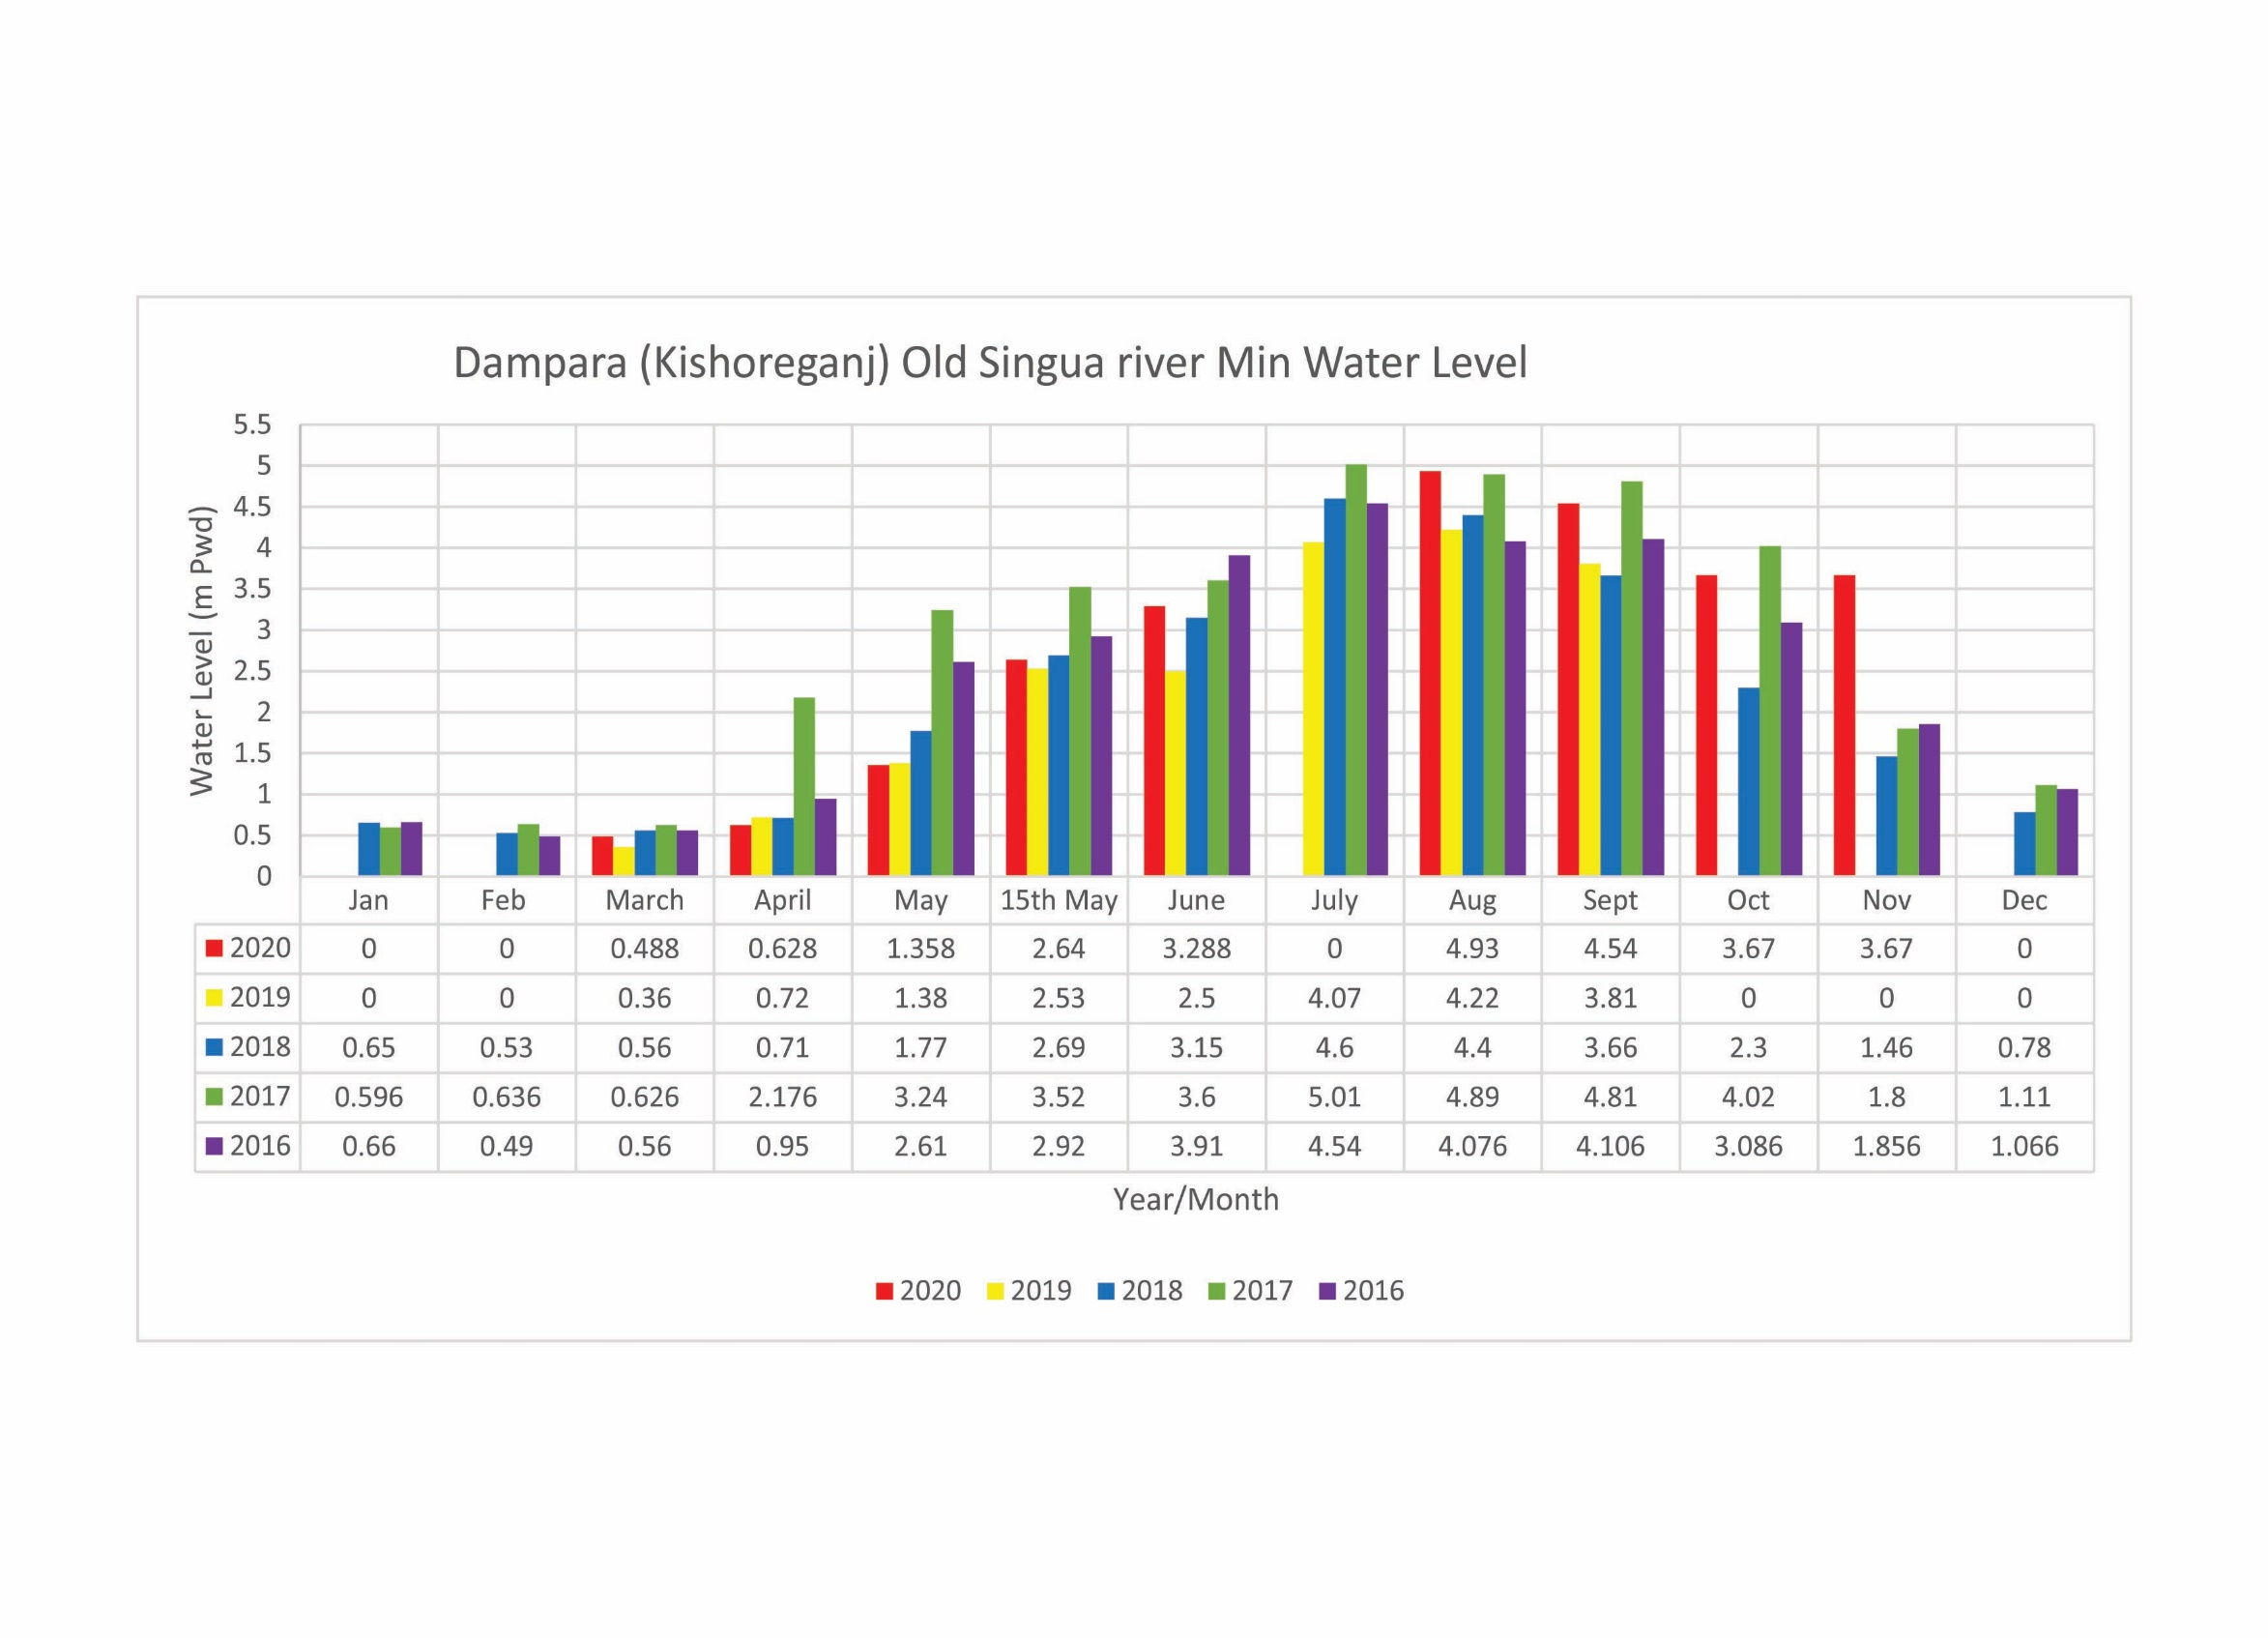 Dampara (Kishoreganj) Old Singua river Min Water Level
Water Level (m Pwd)
5.5
5
4.5
4
3.5
3
2.5
2
1.5
1
0.5
0
Jan Feb March April May 15th May June July Aug Sept Oct Nov Dec
2020 0 0 0.488 0.628 1.358 2.64 3.288 0 4.93 4.54 3.67 3.67 0
2019 0 0 0.36 0.72 1.38 2.53 2.5 4.07 4.22 3.81 0 0 0
2018 0.65 0.53 0.56 0.71 1.77 2.69 3.15 4.6 4.4 3.66 2.3 1.46 0.78
2017 0.596 0.636 0.626 2.176 3.24 3.52 3.6 5.01 4.89 4.81 4.02 1.8 1.11
2016 0.66 0.49 0.56 0.95 2.61 2.92 3.91 4.54 4.076 4.106 3.086 1.856 1.066
Year/Month
2020 2019 2018 2017 2016